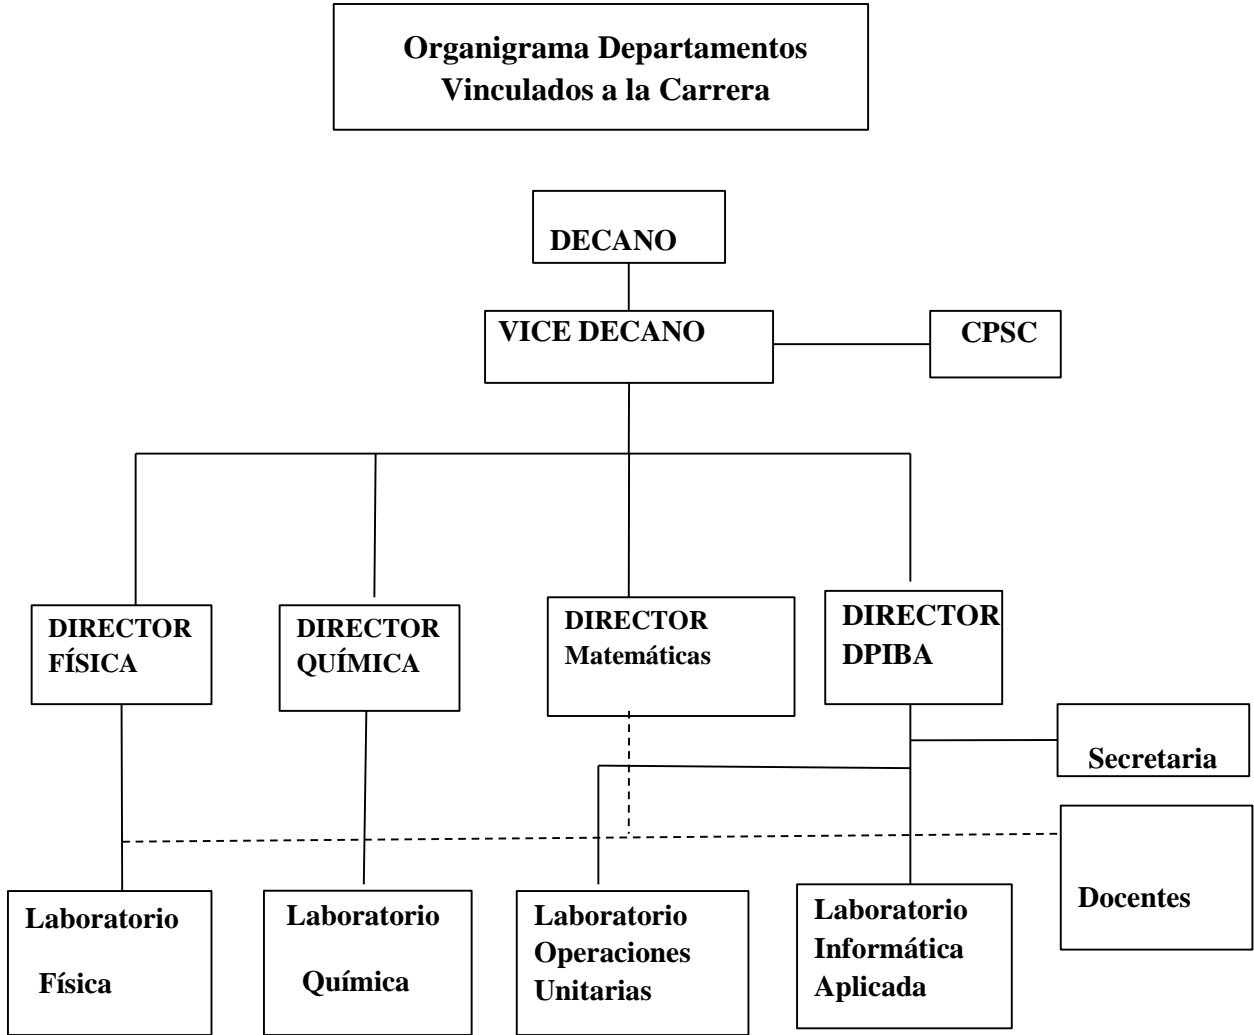 Organigrama Departamentos
Vinculados a la Carrera
DECANO
VICE DECANO
CPSC
DIRECTOR
FÍSICA
DIRECTOR
QUÍMICA
DIRECTOR
Matemáticas
DIRECTOR
DPIBA
Secretaria
Docentes
Laboratorio
Física
Laboratorio
Química
Laboratorio
Operaciones
Unitarias
Laboratorio
Informática
Aplicada